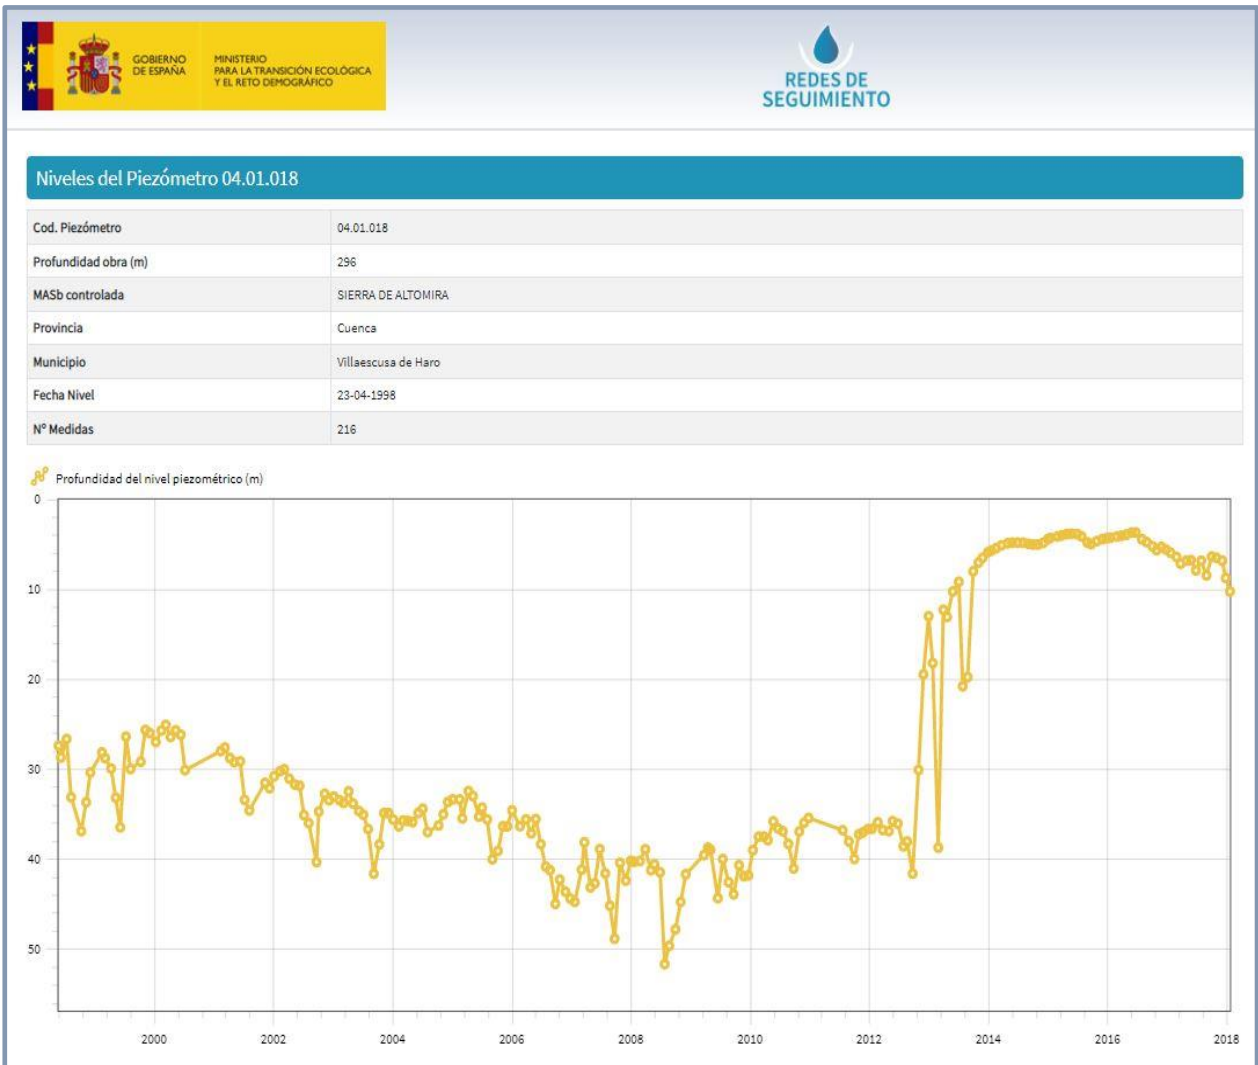 GOBIERNO
DE ESPAÑA
MINISTERIO
PARA LA TRANSICIÓN ECOLÓGICA
Y EL RETO DEMOGRÁFICO
REDES DE
SEGUIMIENTO
Niveles del Piezómetro 04.01.018
Cod. Piezómetro 04.01.018
Profundidad obra (m) 296
MASb controlada SIERRA DE ALTOMIRA
Provincia Cuenca
Municipio Villaescusa de Haro
Fecha Nivel 23-04-1998
Nº Medidas 216
Profundidad del nivel piezométrico (m)
0
10
20
30
40
50
2000 2002 2004 2006 2008 2010 2012 2014 2016 2018